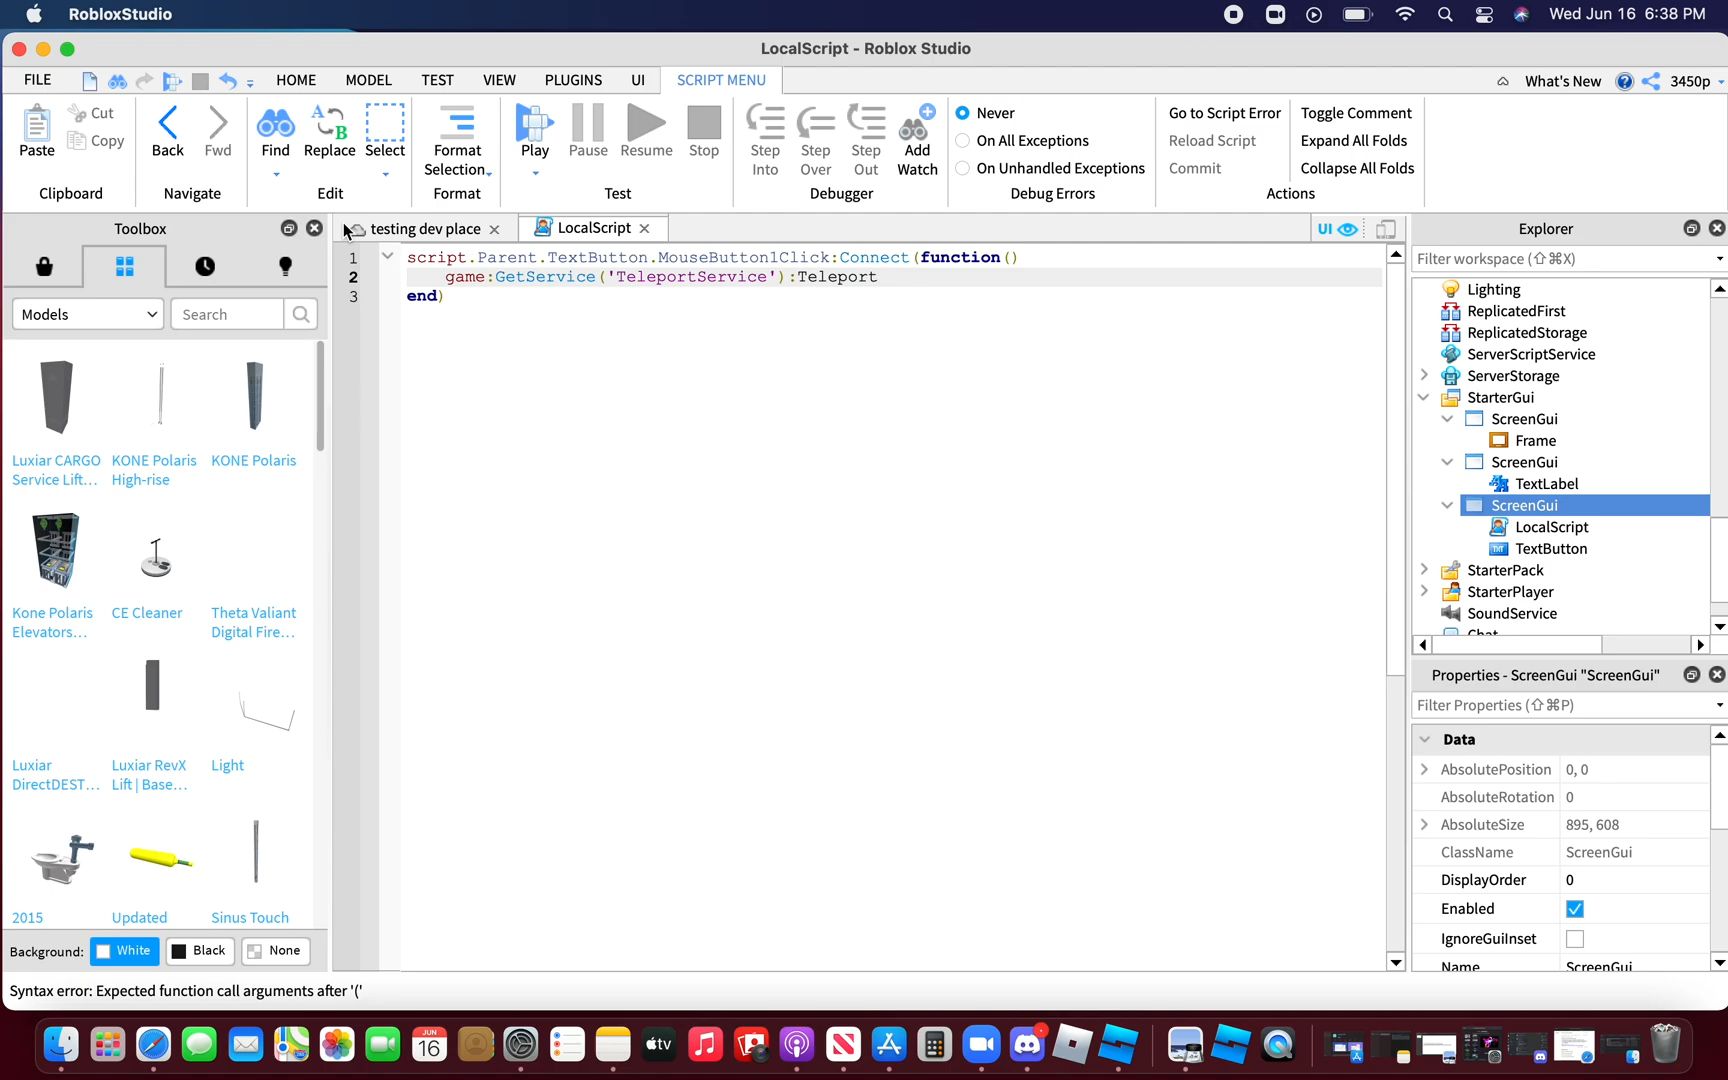 RobloxStudio
Wed Jun 16 6:38 PM
LocalScript - Roblox Studio
FILE HOME MODEL TEST VIEW PLUGINS UI SCRIPT MENU What's New 3450p
Paste Cut Copy
Clipboard
Back Fwd
Navigate
Find Replace Select
Edit
Format Selection
Format
Play Pause Resume Stop
Test
Step Into Step Over Step Out Add Watch
Debugger
Never
On All Exceptions
On Unhandled Exceptions
Debug Errors
Go to Script Error Toggle Comment
Reload Script Expand All Folds
Commit Collapse All Folds
Actions
Toolbox
Models Search
Luxiar CARGO Service Lift...
KONE Polaris High-rise
KONE Polaris
Kone Polaris Elevators...
CE Cleaner
Theta Valiant Digital Fire...
Luxiar DirectDEST...
Luxiar RevX Lift | Base...
Light
2015 Updated Sinus Touch
Background: White Black None
testing dev place LocalScript UI
1 script.Parent.TextButton.MouseButton1Click:Connect(function()
2 game:GetService('TeleportService'):Teleport
3 end)
Explorer
Filter workspace (⇧⌘X)
Lighting
ReplicatedFirst
ReplicatedStorage
ServerScriptService
ServerStorage
StarterGui
ScreenGui
Frame
ScreenGui
TextLabel
ScreenGui
LocalScript
TXT TextButton
StarterPack
StarterPlayer
SoundService
Chat
Properties - ScreenGui "ScreenGui"
Filter Properties (⇧⌘P)
Data
AbsolutePosition 0, 0
AbsoluteRotation 0
AbsoluteSize 895, 608
ClassName ScreenGui
DisplayOrder 0
Enabled
IgnoreGuiInset
Name ScreenGui
Syntax error: Expected function call arguments after '('
JUN
16
tv